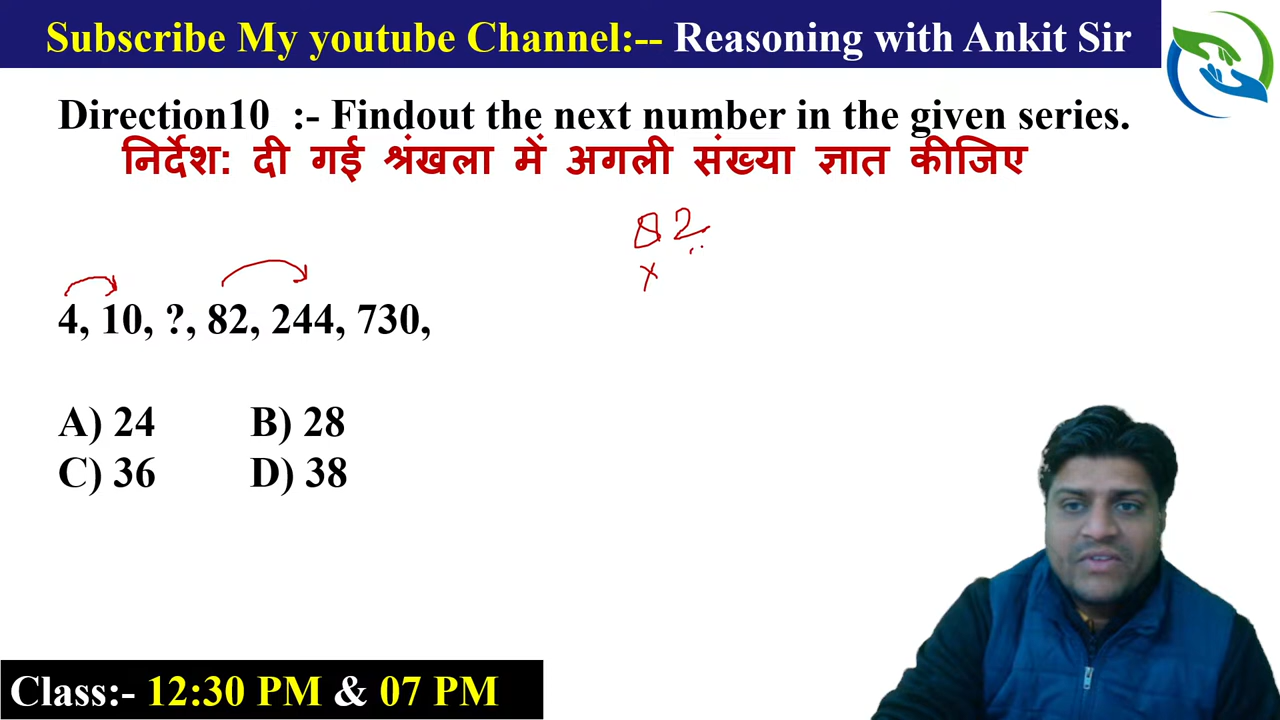 Subscribe My youtube Channel:-- Reasoning with Ankit Sir
Direction10 :- Findout the next number in the given series.
निर्देश: दी गई श्रंखला में अगली संख्या ज्ञात कीजिए
82
×
4, 10, ?, 82, 244, 730,
A) 24 B) 28
C) 36 D) 38
Class:- 12:30 PM & 07 PM